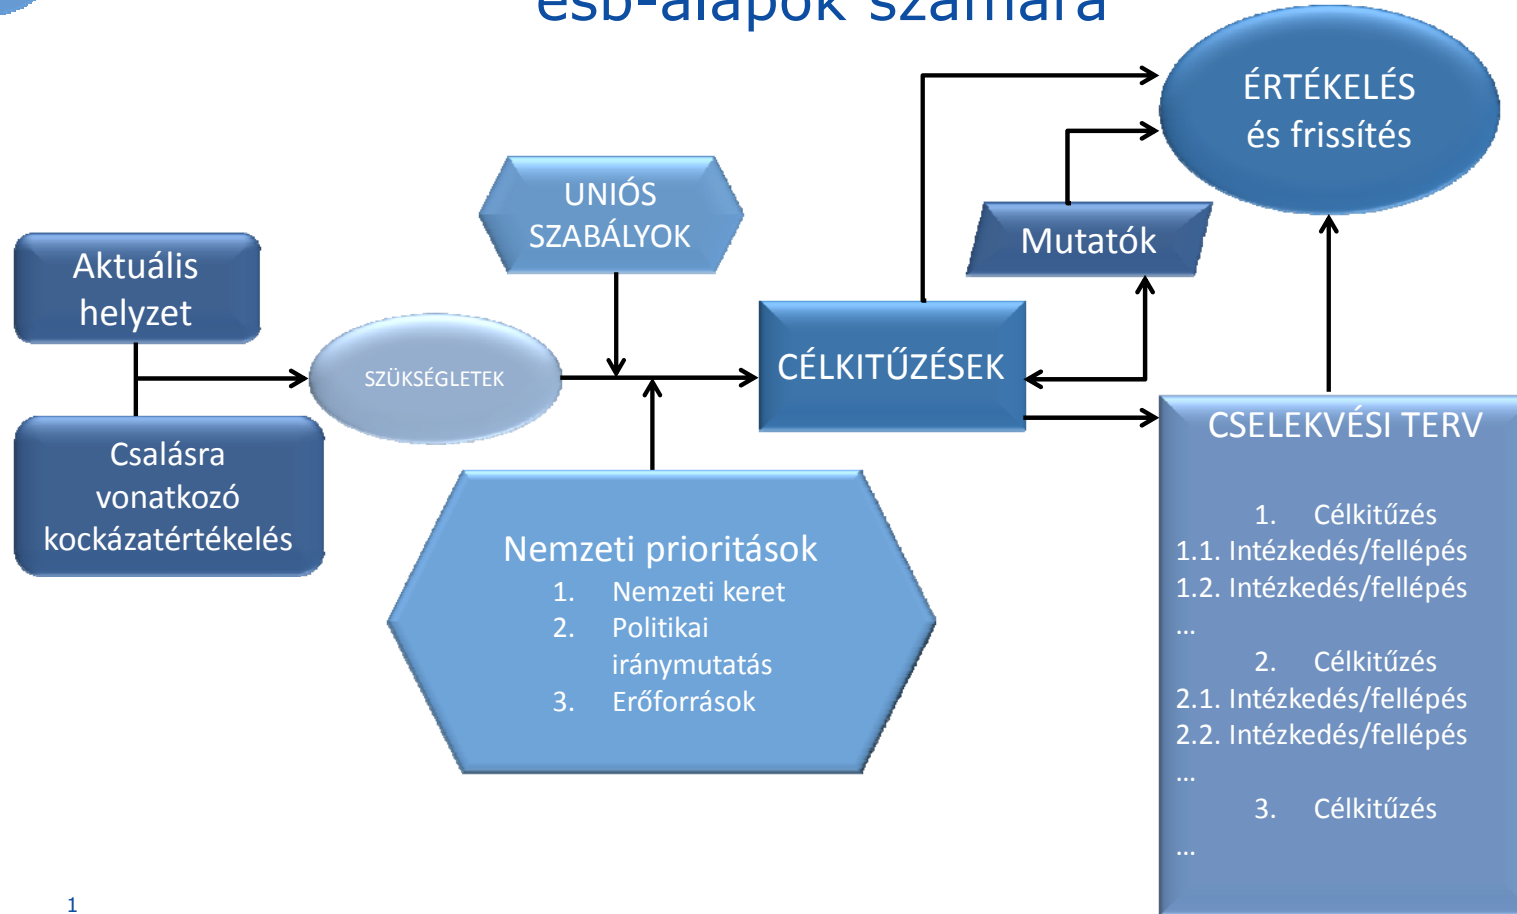 esb-alapok számára
ÉRTÉKELÉS
és frissítés
UNIÓS
SZABÁLYOK
Mutatók
Aktuális
helyzet
SZÜKSÉGLETEK
CÉLKITŰZÉSEK
Csalásra
vonatkozó
kockázatértékelés
Nemzeti prioritások
1. Nemzeti keret
2. Politikai
iránymutatás
3. Erőforrások
CSELEKVÉSI TERV
1. Célkitűzés
1.1. Intézkedés/fellépés
1.2. Intézkedés/fellépés
...
2. Célkitűzés
2.1. Intézkedés/fellépés
2.2. Intézkedés/fellépés
...
3. Célkitűzés
...
1